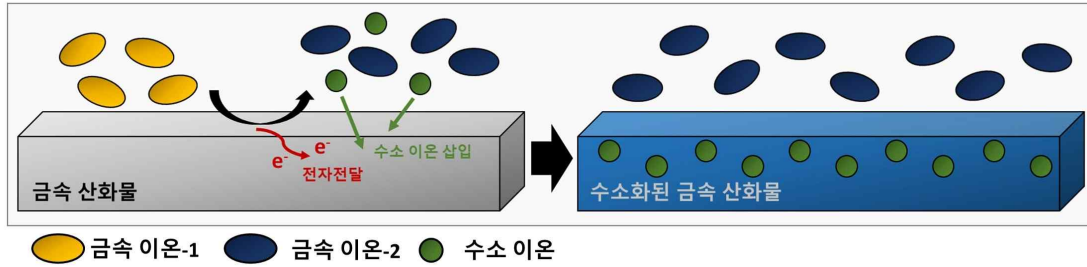 e-
e-
전자전달
수소 이온 삽입
금속 산화물
수소화된 금속 산화물
금속 이온-1
금속 이온-2
수소 이온